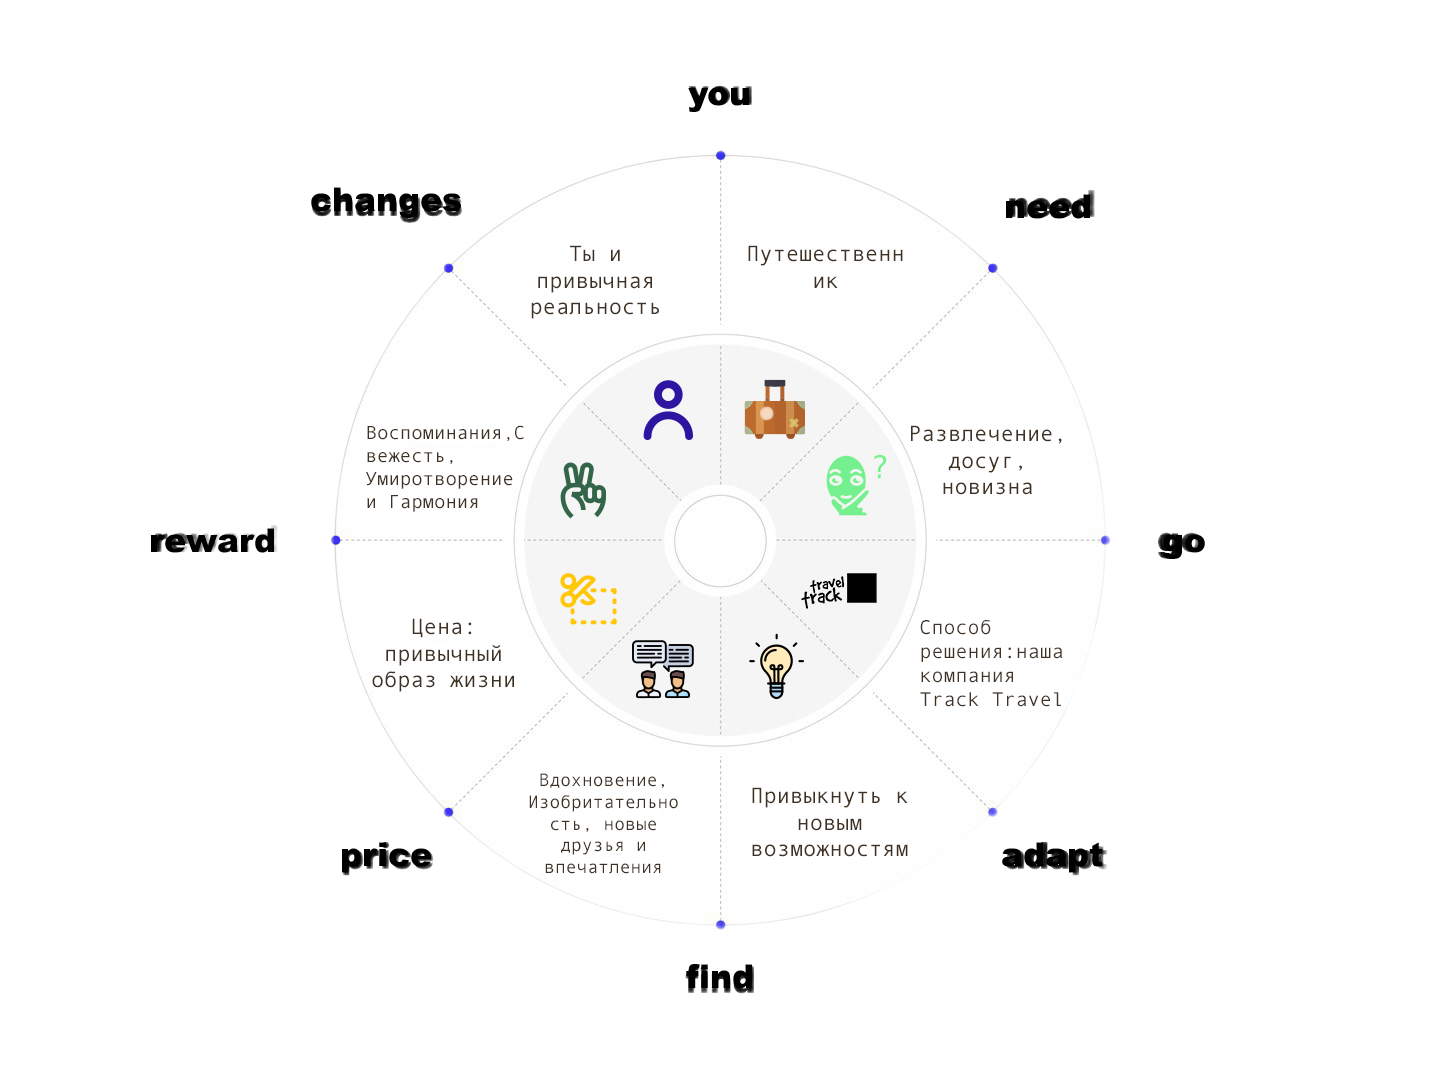 you
changes
need
Ты и
привычная
реальность
Путешественн
ик
Воспоминания,С
вежесть,
Умиротворение
и Гармония
Развлечение,
досуг,
новизна
?
reward
go
travel
track
Цена:
привычный
образ жизни
Способ
решения:наша
компания
Track Travel
Вдохновение,
Изобритательно
сть, новые
друзья и
впечатления
Привыкнуть к
новым
возможностям
price
adapt
find